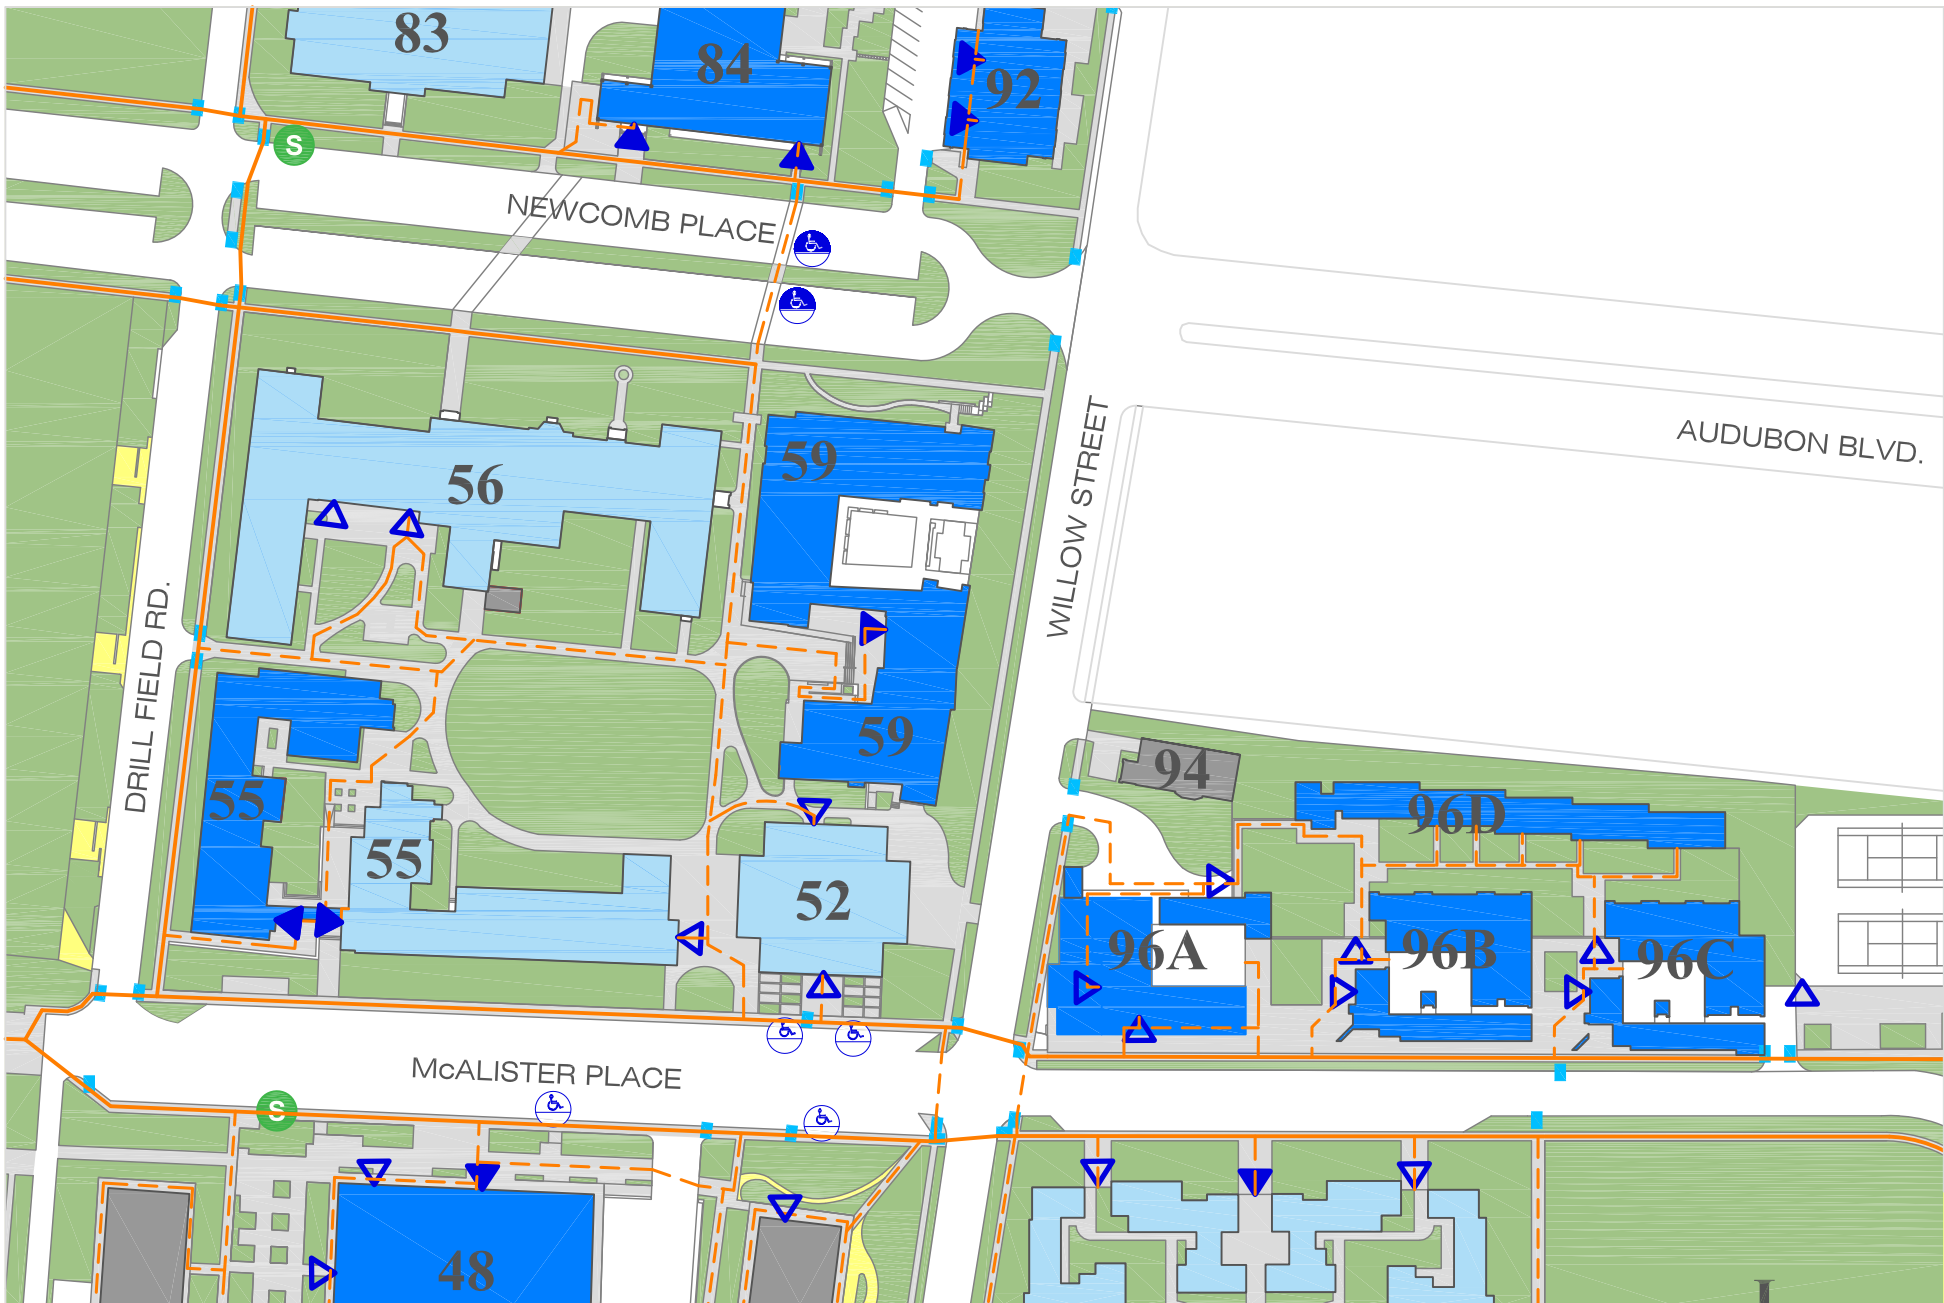 83
84
92
S
NEWCOMB PLACE
AUDUBON BLVD.
59
56
WILLOW STREET
DRILL FIELD RD.
59
94
55
96D
55
52
96A
96B
96C
McALISTER PLACE
S
48